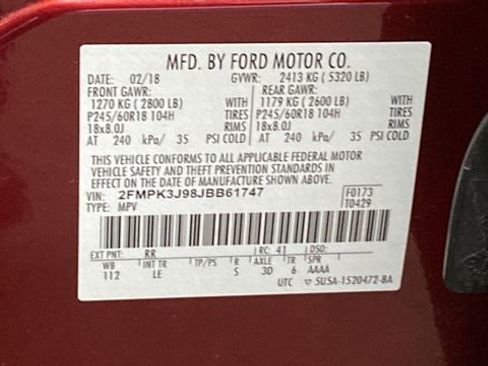 MFD. BY FORD MOTOR CO.
DATE: 02/18 GVWR: 2413 KG ( 5320 LB)
FRONT GAWR: REAR GAWR:
1270 KG ( 2800 LB) WITH 1179 KG ( 2600 LB) WITH
P245/60R18 104H TIRES P245/60R18 104H TIRES
18x8.0J RIMS 18x8.0J RIMS
AT 240 kPa/ 35 PSI COLD AT 240 kPa/ 35 PSI COLD
THIS VEHICLE CONFORMS TO ALL APPLICABLE FEDERAL MOTOR
VEHICLE SAFETY AND THEFT PREVENTION STANDARDS IN EFFECT ON
THE DATE OF MANUFACTURE SHOWN ABOVE.
VIN: 2FMPK3J98JBB61747 F0173
TYPE: MPV T0429
EXT PNT: RR RC: 41 DSO:
WB INT TR TP/PS R AXLE TR SPR
112 LE S 3D 6 AAAA
UTC ▽ 5U5A-1520472-BA